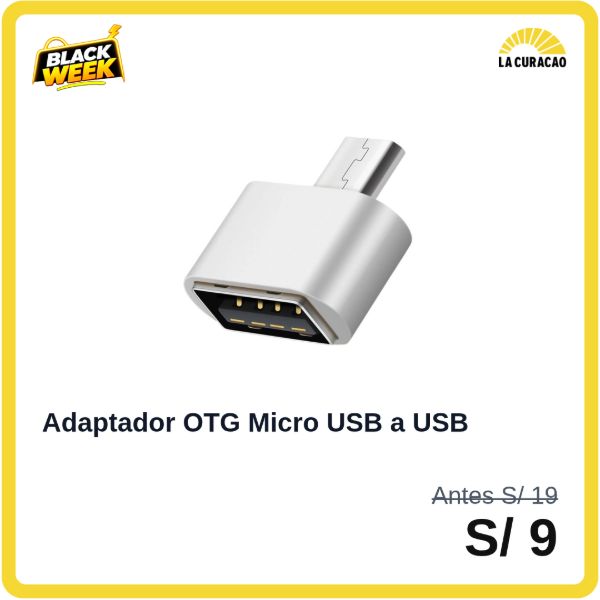 BLACK
WEEK
LA CURACAO
Adaptador OTG Micro USB a USB
Antes S/ 19
S/ 9